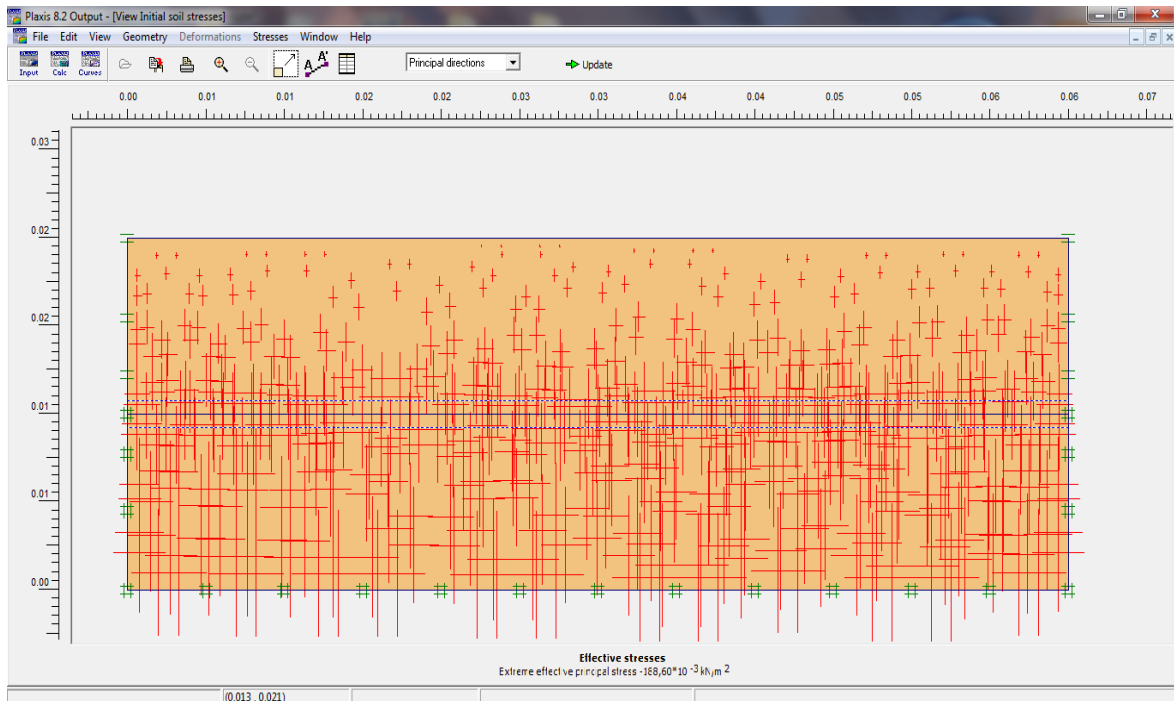 Plaxis 8.2 Output - [View Initial soil stresses]
File Edit View Geometry Deformations Stresses Window Help
Input Calc Curves A A' Principal directions Update
0.00 0.01 0.01 0.02 0.02 0.03 0.03 0.04 0.04 0.05 0.05 0.06 0.06 0.07
0.03
0.02
0.02
0.01
0.01
0.00
Effective stresses
Extreme effective principal stress -188,60*10 -3 kN/m 2
(0.013 , 0.021)